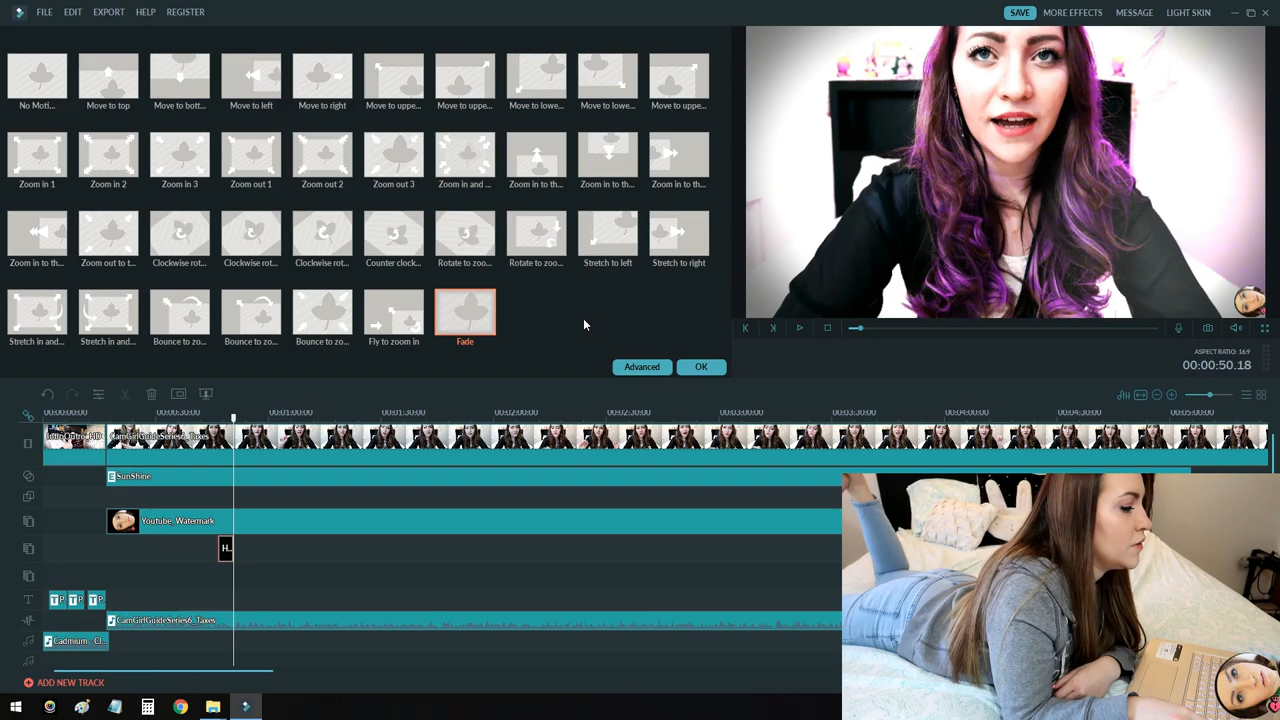 FILE EDIT EXPORT HELP REGISTER
SAVE MORE EFFECTS MESSAGE LIGHT SKIN
No Moti... Move to top Move to bott... Move to left Move to right Move to uppe... Move to uppe... Move to lowe... Move to lowe... Move to uppe...
Zoom in 1 Zoom in 2 Zoom in 3 Zoom out 1 Zoom out 2 Zoom out 3 Zoom in and ... Zoom in to th... Zoom in to th... Zoom in to th...
Zoom in to th... Zoom out to t... Clockwise rot... Clockwise rot... Clockwise rot... Counter clock... Rotate to zoo... Rotate to zoo... Stretch to left Stretch to right
Stretch in and... Stretch in and... Bounce to zo... Bounce to zo... Bounce to zo... Fly to zoom in Fade
Advanced OK
ASPECT RATIO: 16:9
00:00:50.18
00:00:00:00 00:00:30:00 00:01:00:00 00:01:30:00 00:02:00:00 00:02:30:00 00:03:00:00 00:03:30:00 00:04:00:00 00:04:30:00 00:05:00:00
IntroOutro_HD CamGirlGuideSeries6_Taxes
E SunShine
Youtube_Watermark
H...
T P T P T P
CamGirlGuideSeries6_Taxes
Cadmium - Cl...
ADD NEW TRACK